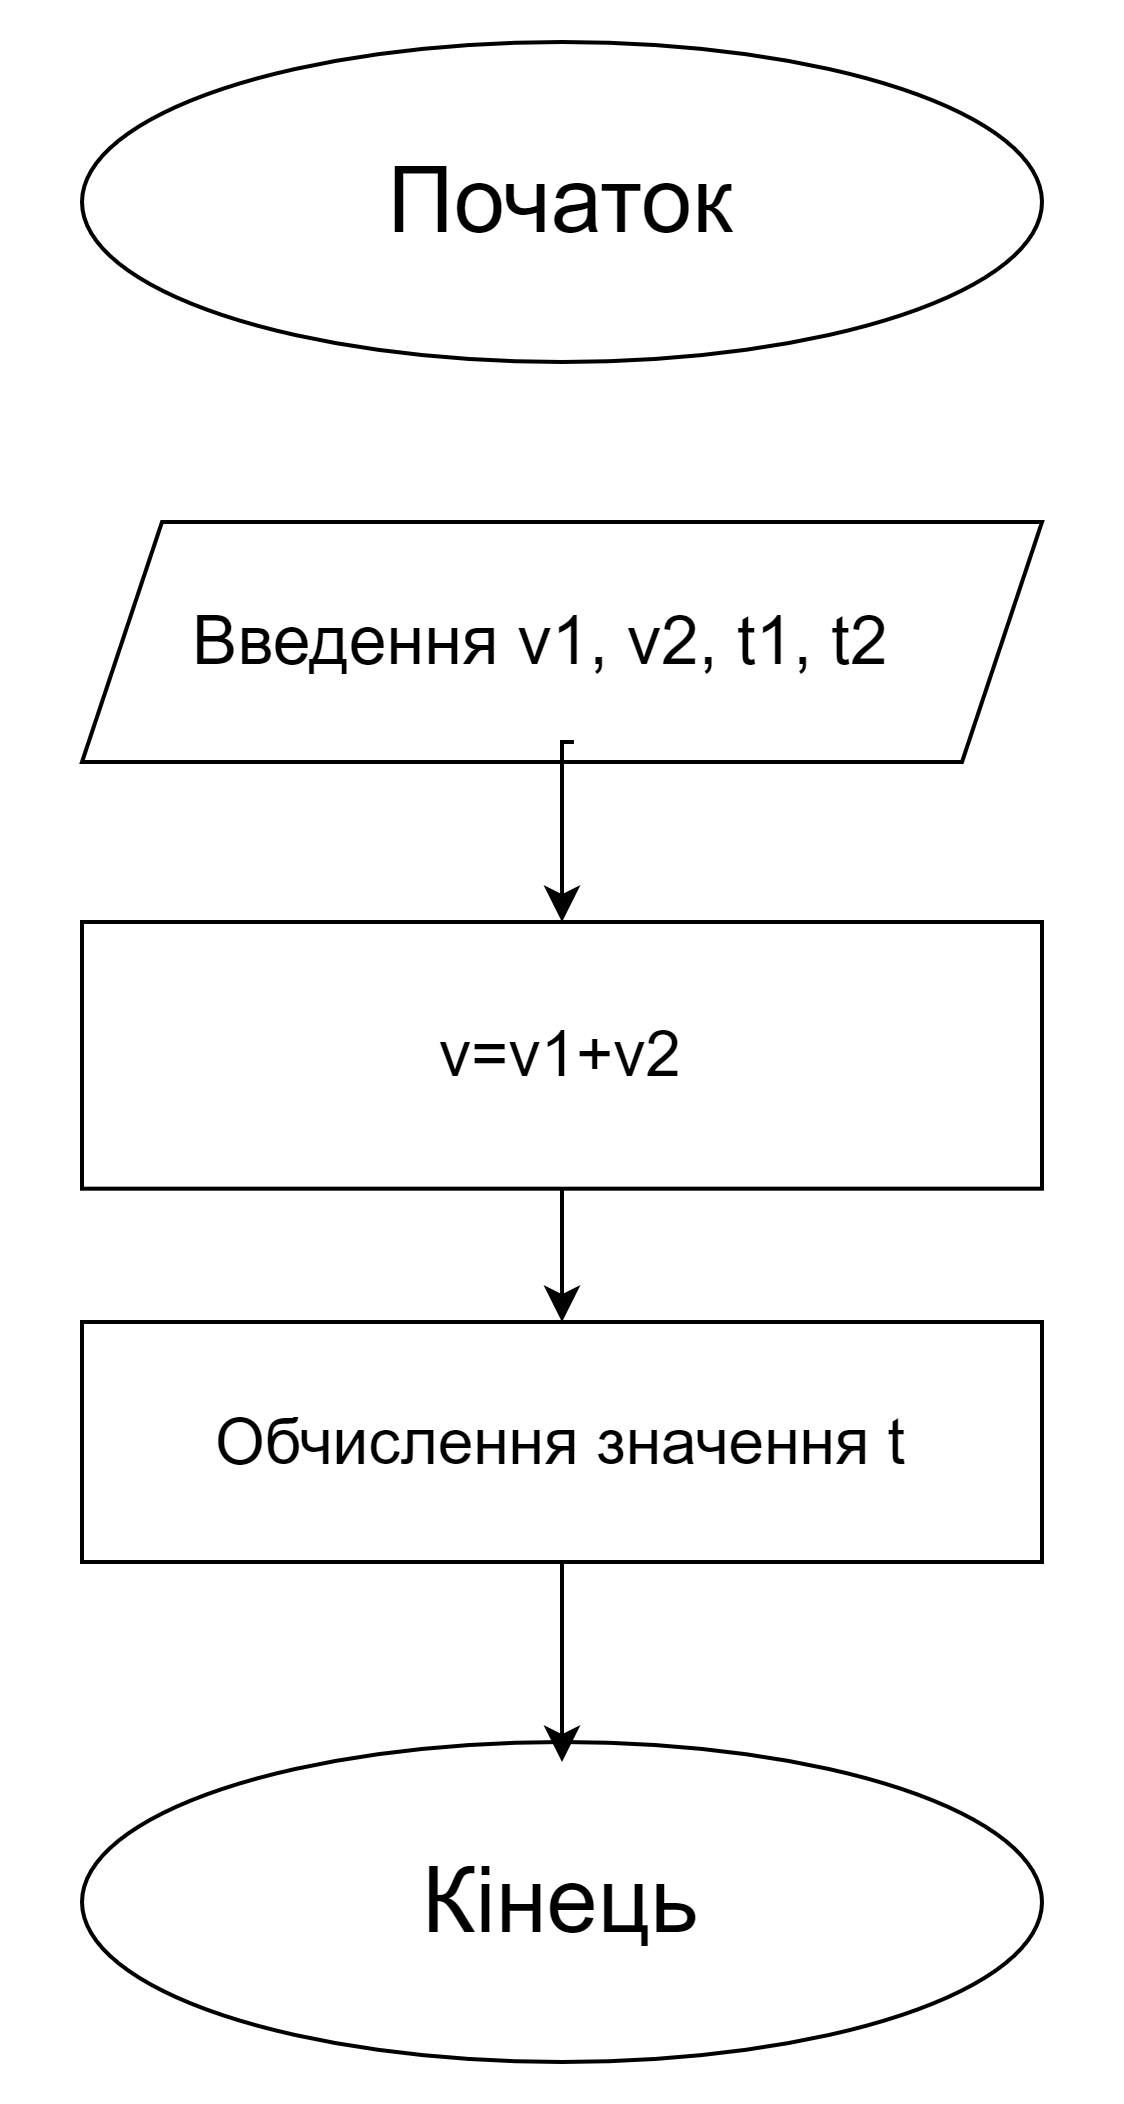 Початок
Введення v1, v2, t1, t2
v=v1+v2
Обчислення значення t
Кінець